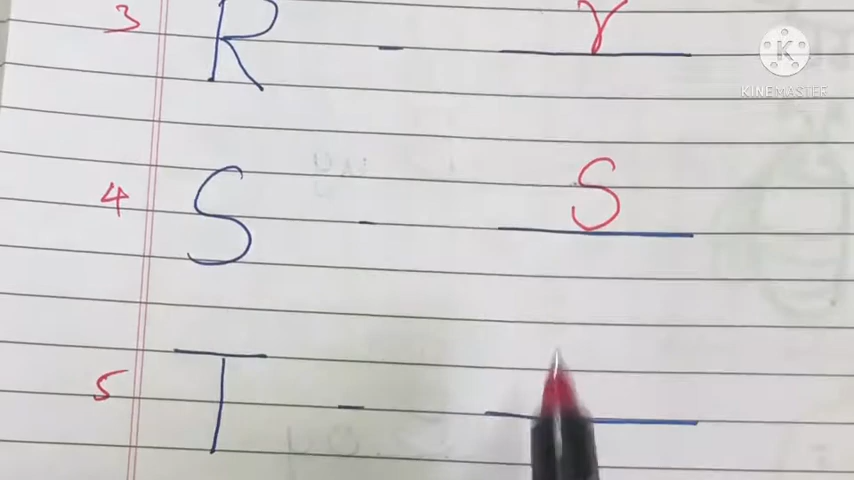 3 R - r
4 S - s
5 T -
K
KINEMASTER